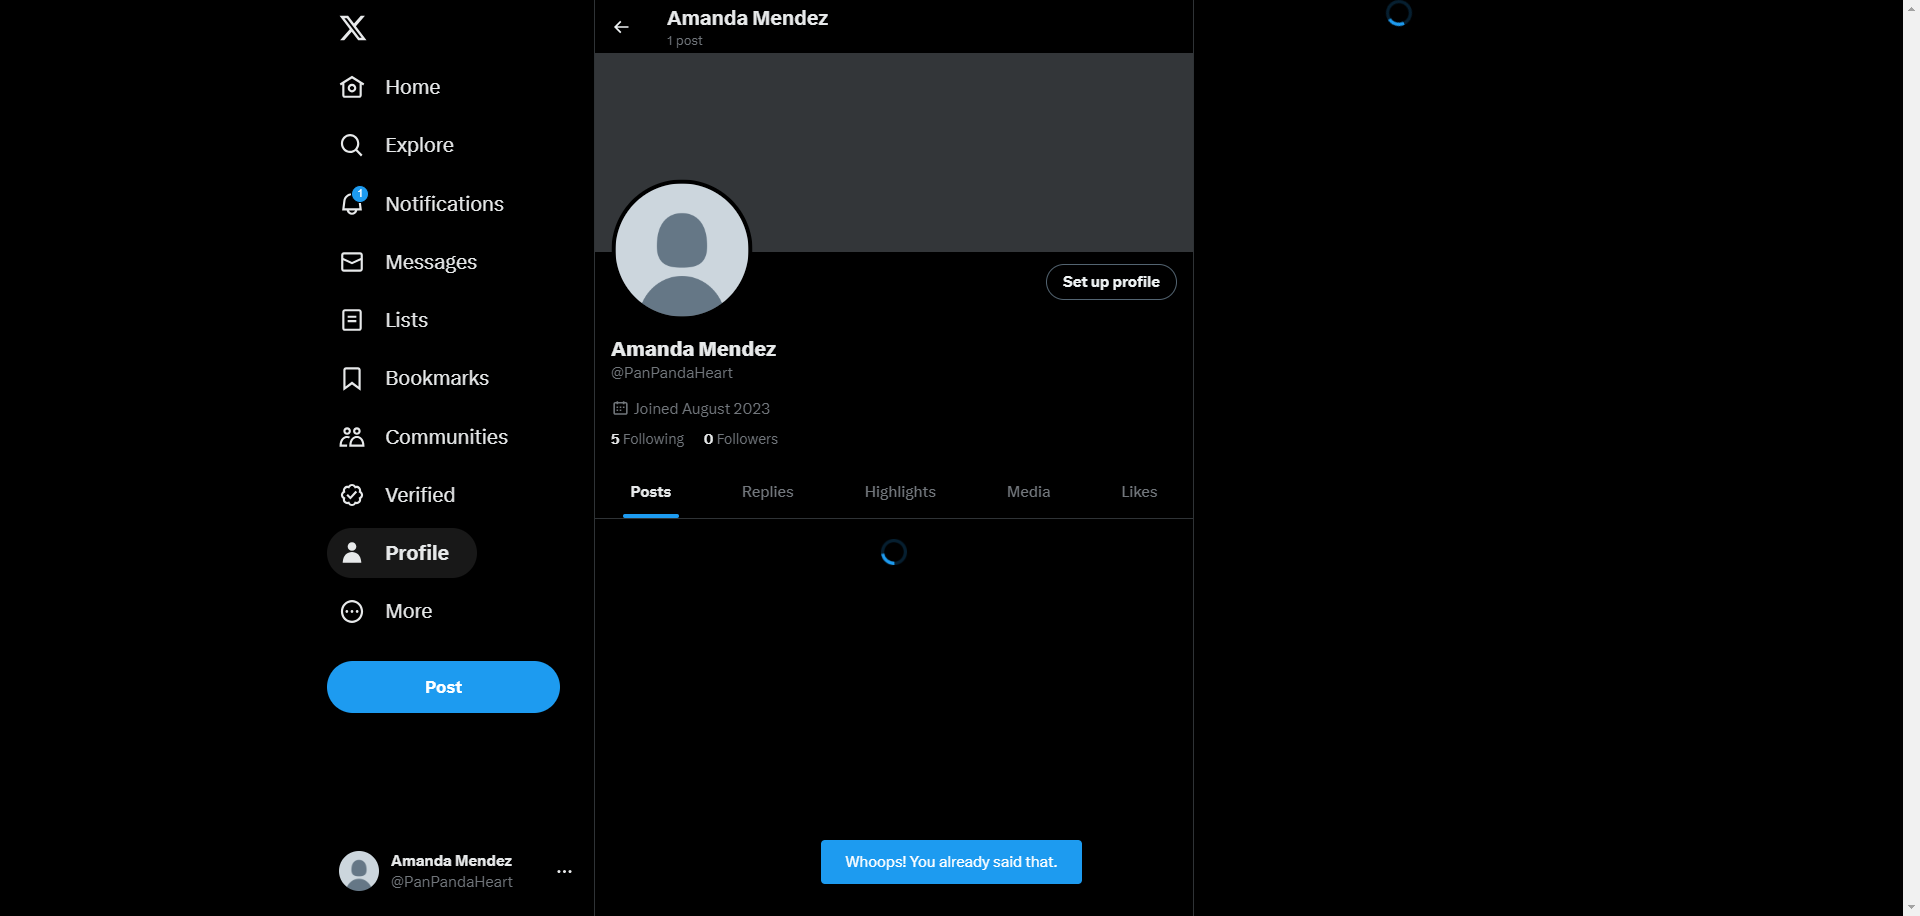 Home
Explore
1
Notifications
Messages
Lists
Bookmarks
Communities
Verified
Profile
More
Post
Amanda Mendez
@PanPandaHeart
Amanda Mendez
1 post
Set up profile
Amanda Mendez
@PanPandaHeart
Joined August 2023
5 Following 0 Followers
Posts Replies Highlights Media Likes
Whoops! You already said that.